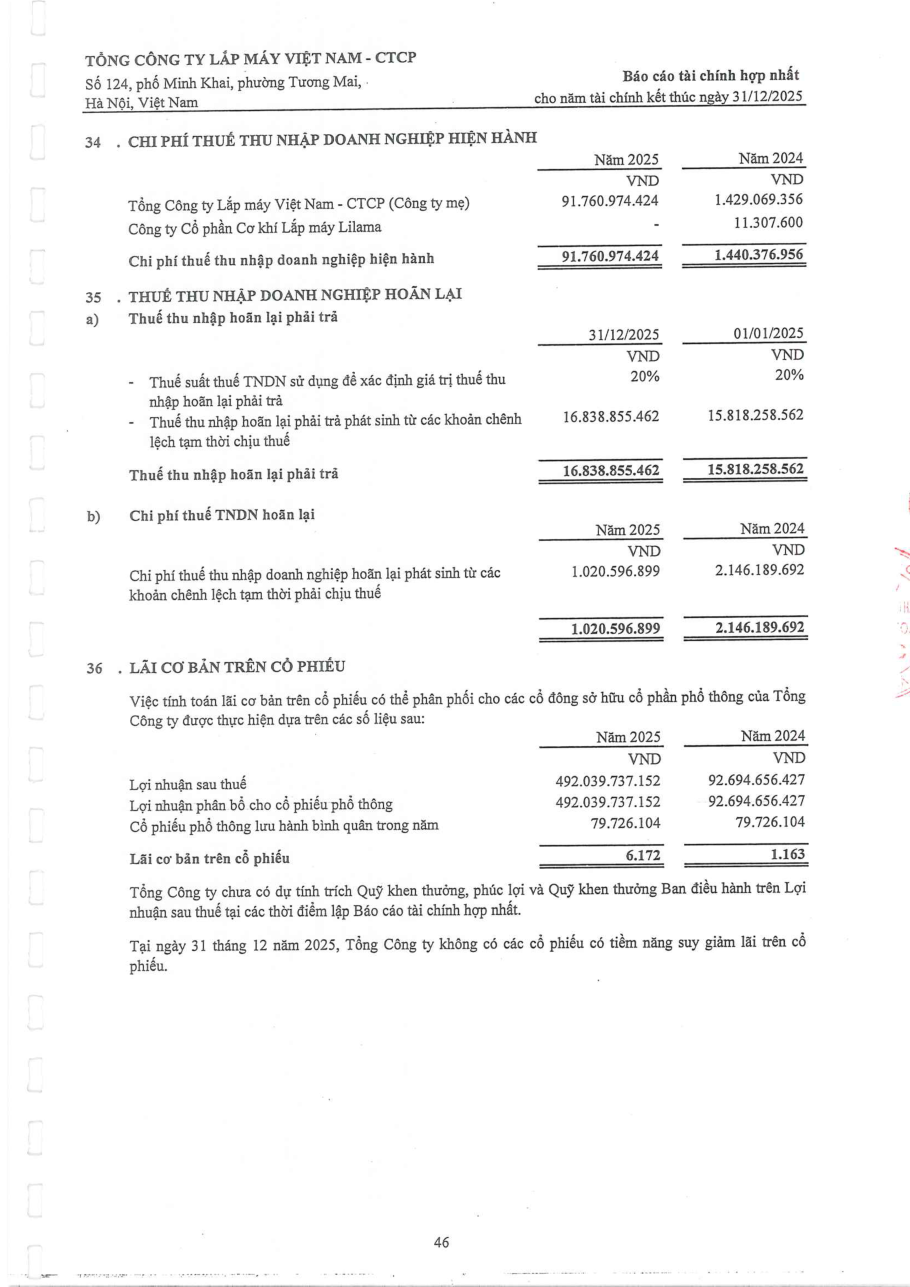 TỔNG CÔNG TY LẮP MÁY VIỆT NAM - CTCP
Số 124, phố Minh Khai, phường Tương Mai,
Hà Nội, Việt Nam
Báo cáo tài chính hợp nhất
cho năm tài chính kết thúc ngày 31/12/2025
34 . CHI PHÍ THUẾ THU NHẬP DOANH NGHIỆP HIỆN HÀNH
Năm 2025 Năm 2024
VND VND
Tổng Công ty Lắp máy Việt Nam - CTCP (Công ty mẹ) 91.760.974.424 1.429.069.356
Công ty Cổ phần Cơ khí Lắp máy Lilama - 11.307.600
Chi phí thuế thu nhập doanh nghiệp hiện hành 91.760.974.424 1.440.376.956
35 . THUẾ THU NHẬP DOANH NGHIỆP HOÃN LẠI
a) Thuế thu nhập hoãn lại phải trả
31/12/2025 01/01/2025
VND VND
- Thuế suất thuế TNDN sử dụng để xác định giá trị thuế thu 20% 20%
nhập hoãn lại phải trả
- Thuế thu nhập hoãn lại phải trả phát sinh từ các khoản chênh 16.838.855.462 15.818.258.562
lệch tạm thời chịu thuế
Thuế thu nhập hoãn lại phải trả 16.838.855.462 15.818.258.562
b) Chi phí thuế TNDN hoãn lại
Năm 2025 Năm 2024
VND VND
Chi phí thuế thu nhập doanh nghiệp hoãn lại phát sinh từ các 1.020.596.899 2.146.189.692
khoản chênh lệch tạm thời phải chịu thuế
1.020.596.899 2.146.189.692
36 . LÃI CƠ BẢN TRÊN CỔ PHIẾU
Việc tính toán lãi cơ bản trên cổ phiếu có thể phân phối cho các cổ đông sở hữu cổ phần phổ thông của Tổng
Công ty được thực hiện dựa trên các số liệu sau:
Năm 2025 Năm 2024
VND VND
Lợi nhuận sau thuế 492.039.737.152 92.694.656.427
Lợi nhuận phân bổ cho cổ phiếu phổ thông 492.039.737.152 92.694.656.427
Cổ phiếu phổ thông lưu hành bình quân trong năm 79.726.104 79.726.104
Lãi cơ bản trên cổ phiếu 6.172 1.163
Tổng Công ty chưa có dự tính trích Quỹ khen thưởng, phúc lợi và Quỹ khen thưởng Ban điều hành trên Lợi
nhuận sau thuế tại các thời điểm lập Báo cáo tài chính hợp nhất.
Tại ngày 31 tháng 12 năm 2025, Tổng Công ty không có các cổ phiếu có tiềm năng suy giảm lãi trên cổ
phiếu.
46